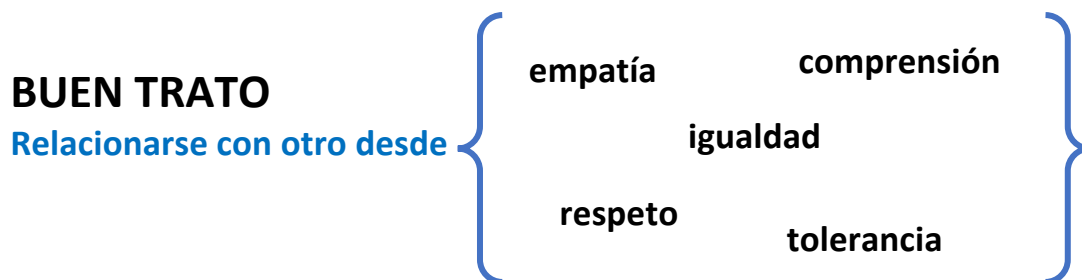 BUEN TRATO
Relacionarse con otro desde
empatía
comprensión
igualdad
respeto
tolerancia